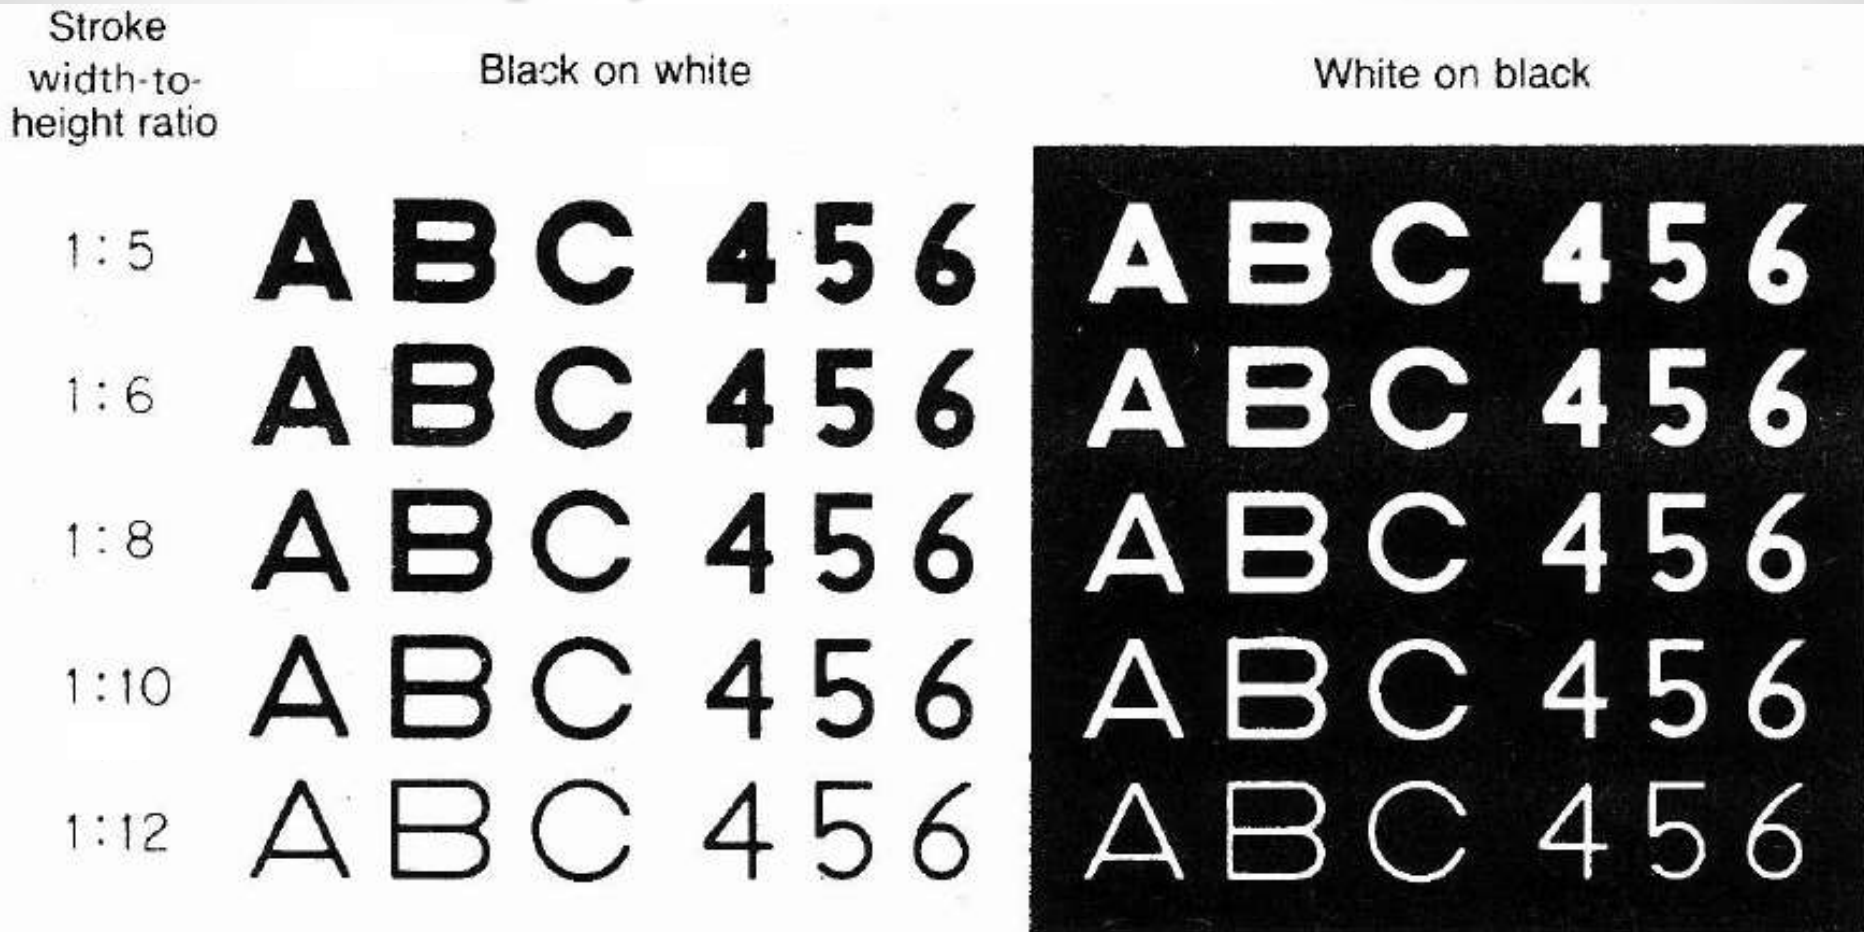 Stroke
width-to-
height ratio
Black on white
White on black
1:5 ABC 456 ABC 456
1:6 ABC 456 ABC 456
1:8 ABC 456 ABC 456
1:10 ABC 456 ABC 456
1:12 ABC 456 ABC 456